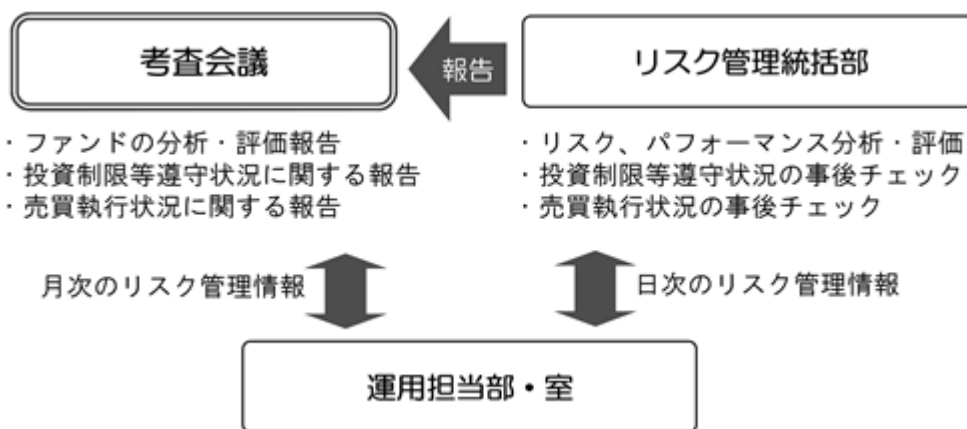 考査会議
報告
リスク管理統括部
・ファンドの分析・評価報告
・投資制限等遵守状況に関する報告
・売買執行状況に関する報告
・リスク、パフォーマンス分析・評価
・投資制限等遵守状況の事後チェック
・売買執行状況の事後チェック
月次のリスク管理情報
日次のリスク管理情報
運用担当部・室